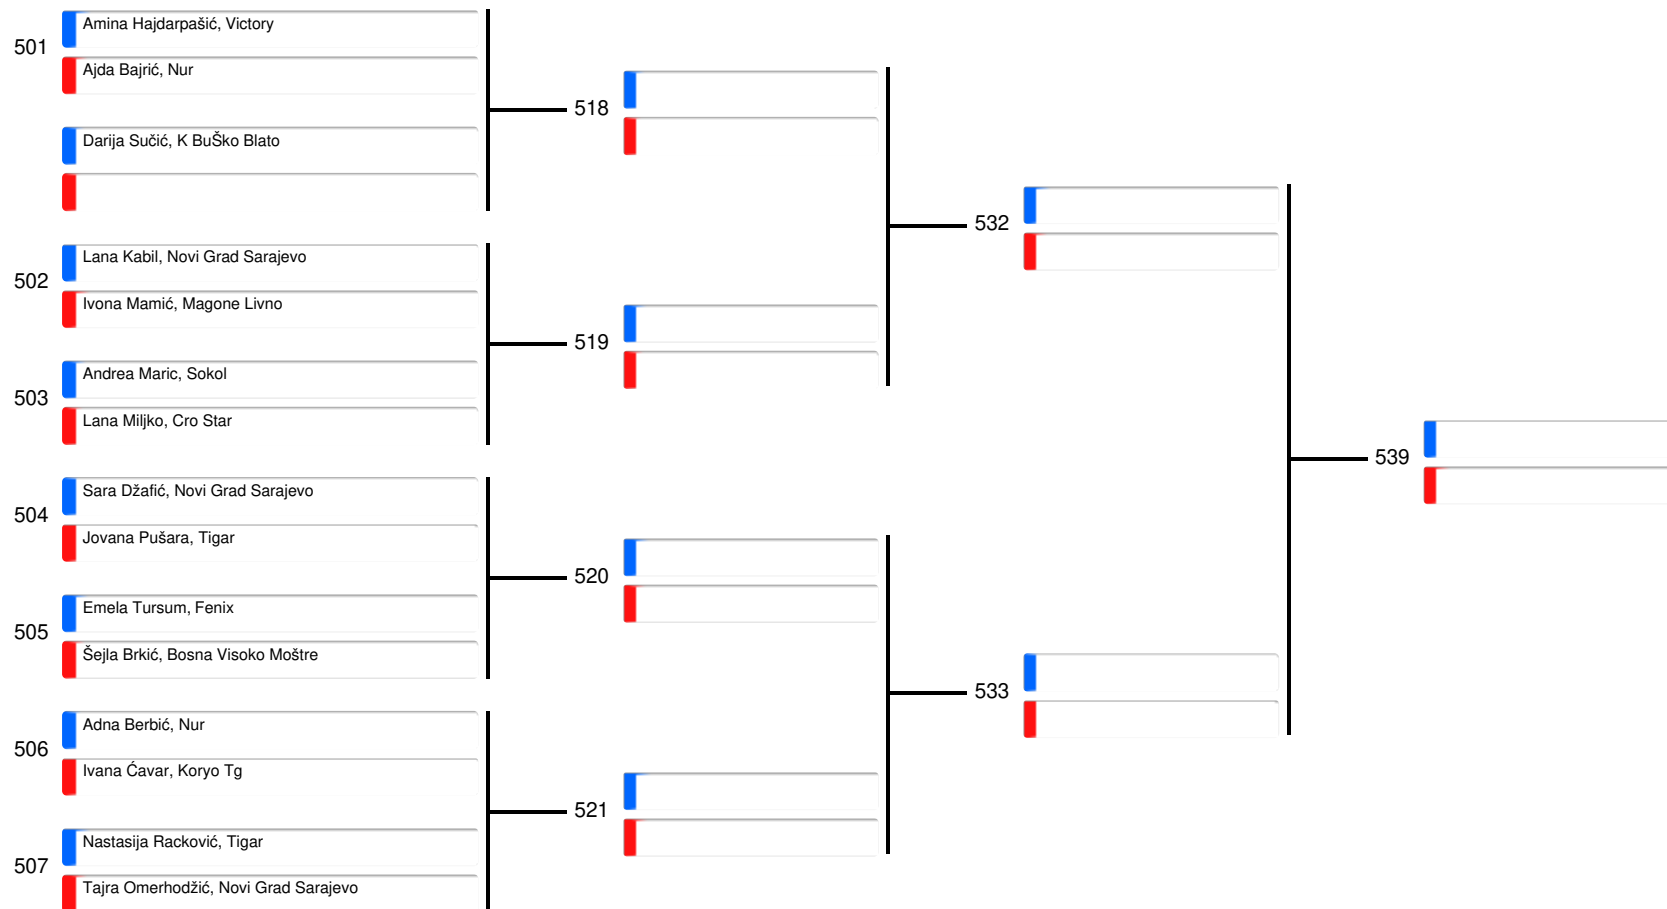 501
Amina Hajdarpašić, Victory
Ajda Bajrić, Nur
Darija Sučić, K BuŠko Blato
502
Lana Kabil, Novi Grad Sarajevo
Ivona Mamić, Magone Livno
503
Andrea Maric, Sokol
Lana Miljko, Cro Star
504
Sara Džafić, Novi Grad Sarajevo
Jovana Pušara, Tigar
505
Emela Tursum, Fenix
Šejla Brkić, Bosna Visoko Moštre
506
Adna Berbić, Nur
Ivana Ćavar, Koryo Tg
507
Nastasija Racković, Tigar
Tajra Omerhodžić, Novi Grad Sarajevo
518
519
520
521
532
533
539